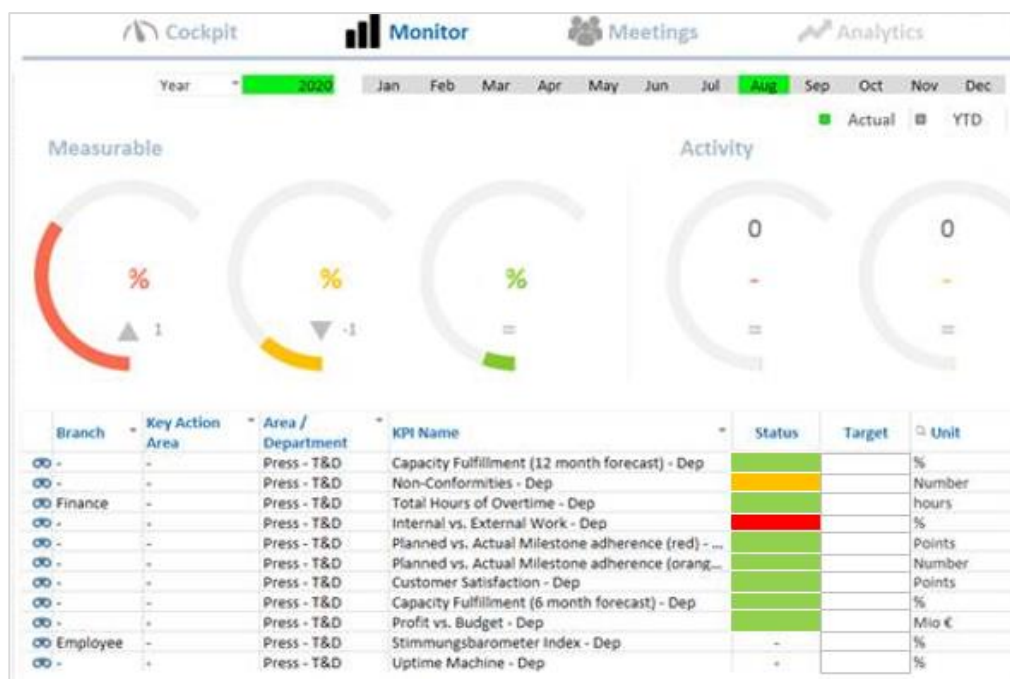 Cockpit Monitor Meetings Analytics
Year 2020 Jan Feb Mar Apr May Jun Jul Aug Sep Oct Nov Dec
Actual YTD
Measurable Activity
0 0
% % % - -
1 -1 = = =
Branch Key Action Area Area / Department KPI Name Status Target Unit
- - Press - T&D Capacity Fulfillment (12 month forecast) - Dep %
- - Press - T&D Non-Conformities - Dep Number
Finance - Press - T&D Total Hours of Overtime - Dep hours
- - Press - T&D Internal vs. External Work - Dep %
- - Press - T&D Planned vs. Actual Milestone adherence (red) - ... Points
- - Press - T&D Planned vs. Actual Milestone adherence (orang... Number
- - Press - T&D Customer Satisfaction - Dep Points
- - Press - T&D Capacity Fulfillment (6 month forecast) - Dep %
- - Press - T&D Profit vs. Budget - Dep Mio €
Employee - Press - T&D Stimmungsbarometer Index - Dep - %
- - Press - T&D Uptime Machine - Dep - %